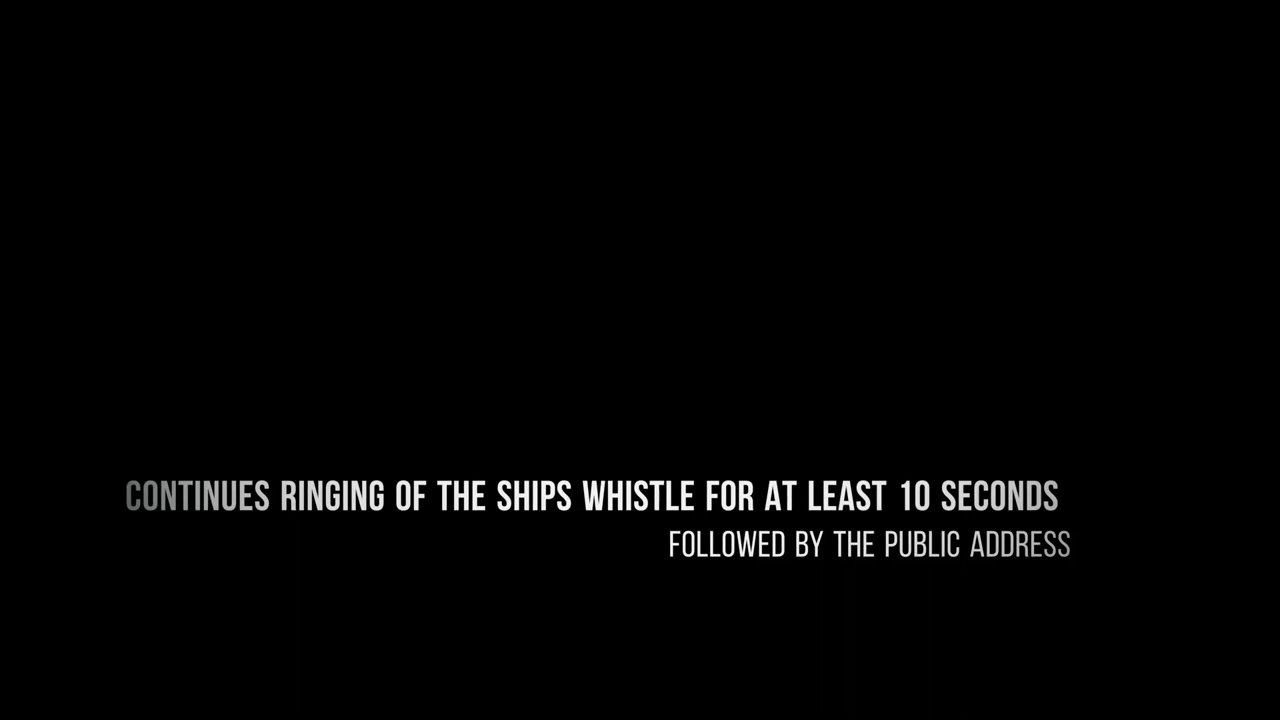 CONTINUES RINGING OF THE SHIPS WHISTLE FOR AT LEAST 10 SECONDS
FOLLOWED BY THE PUBLIC ADDRESS